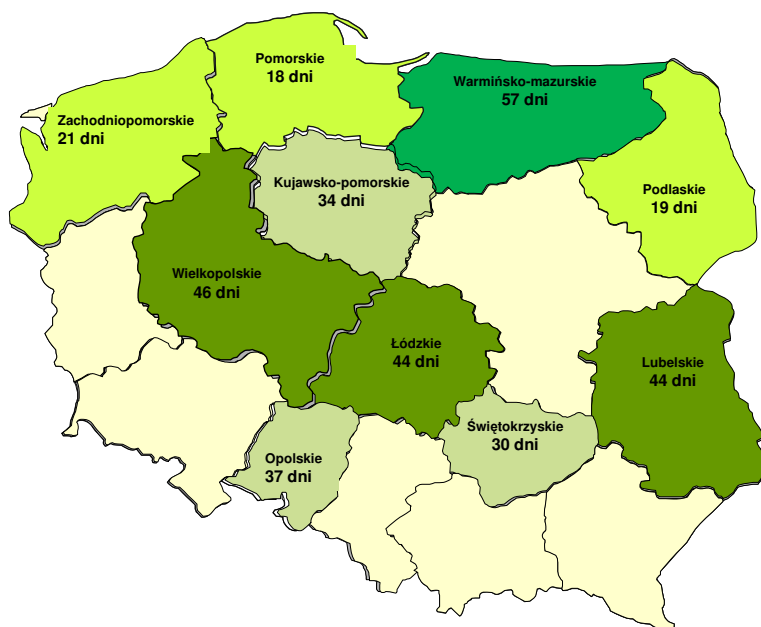 Pomorskie
18 dni
Warmińsko-mazurskie
57 dni
Zachodniopomorskie
21 dni
Kujawsko-pomorskie
34 dni
Podlaskie
19 dni
Wielkopolskie
46 dni
Łódzkie
44 dni
Lubelskie
44 dni
Świętokrzyskie
30 dni
Opolskie
37 dni